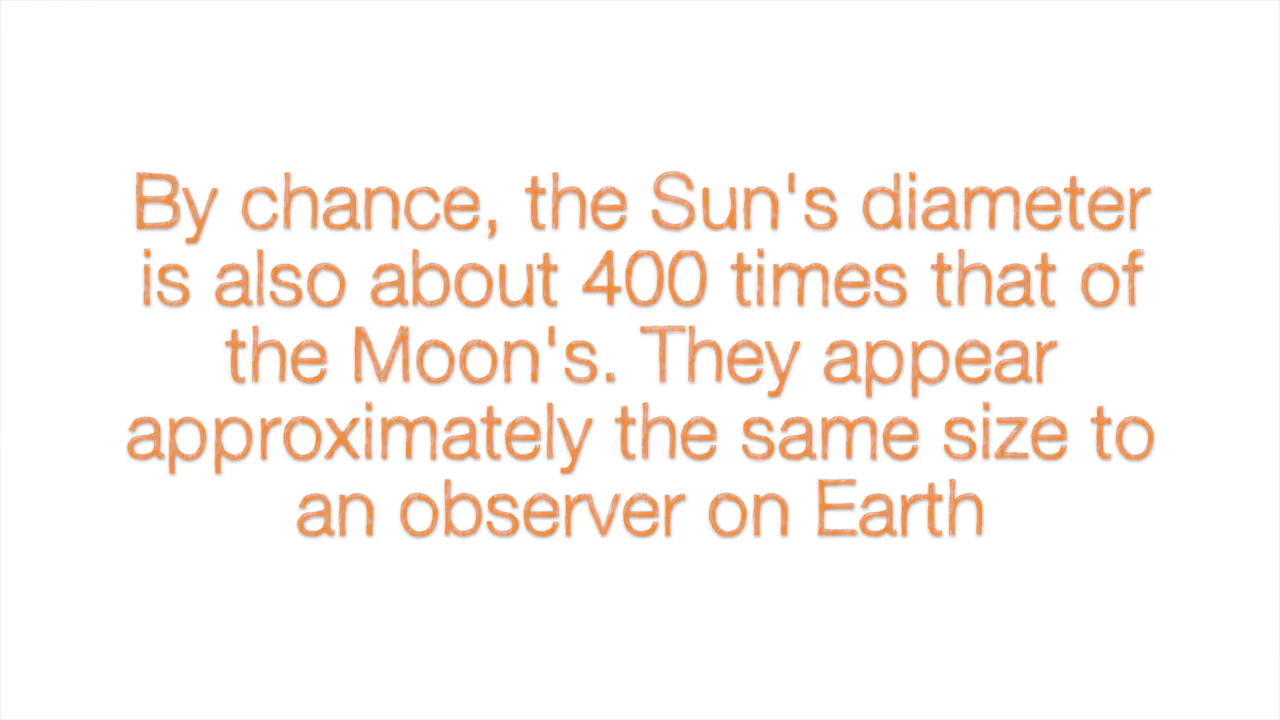 By chance, the Sun's diameter
is also about 400 times that of
the Moon's. They appear
approximately the same size to
an observer on Earth